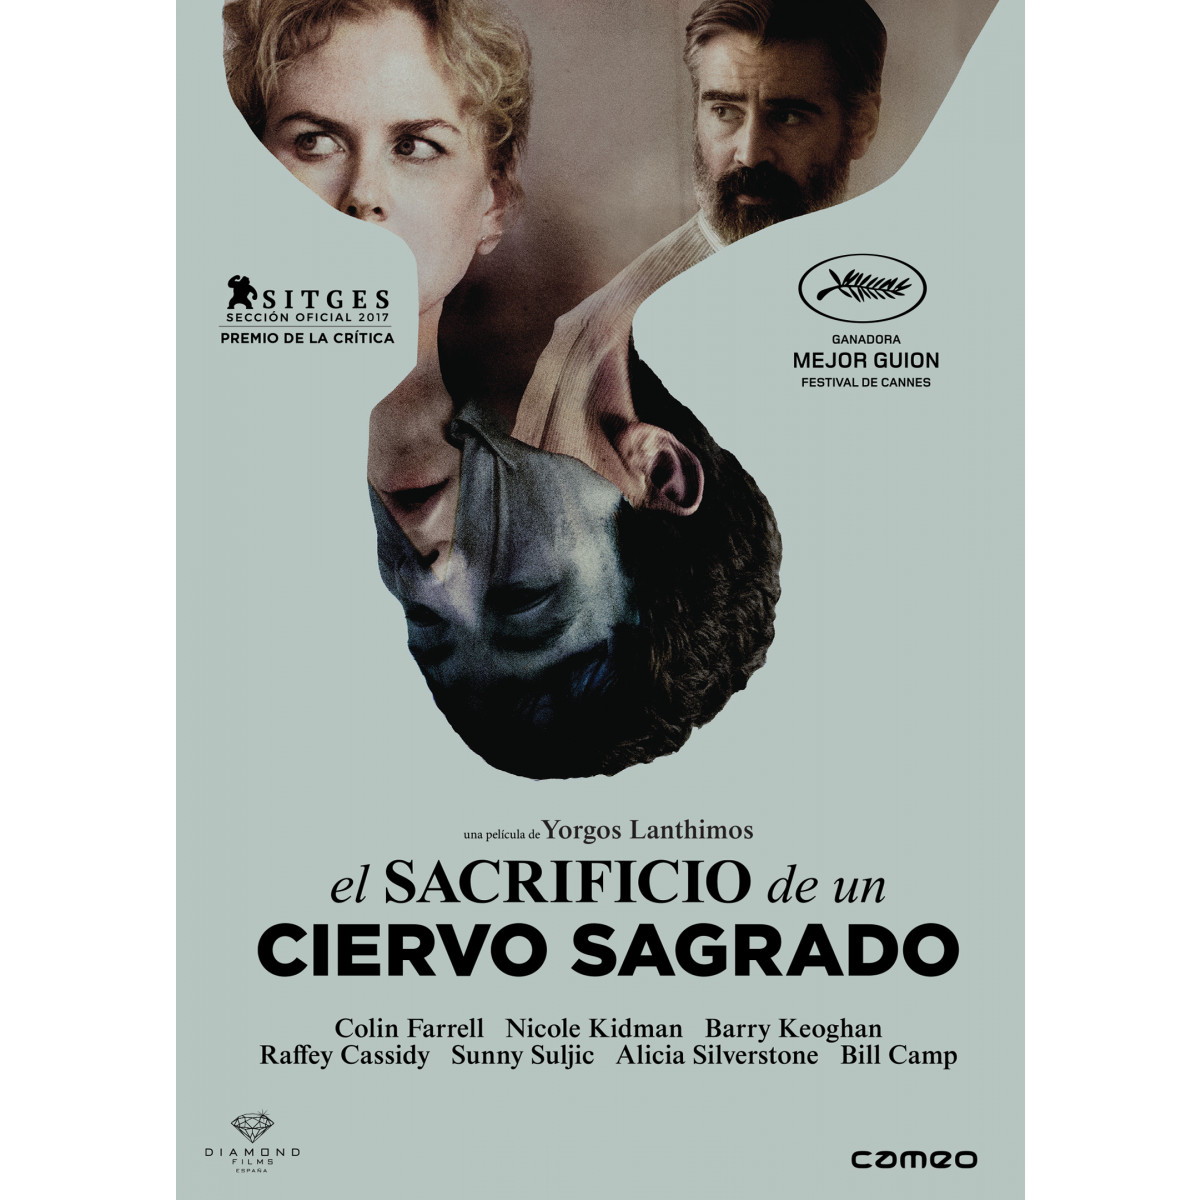 SITGES
SECCIÓN OFICIAL 2017
PREMIO DE LA CRÍTICA
GANADORA
MEJOR GUION
FESTIVAL DE CANNES
una película de Yorgos Lanthimos
el SACRIFICIO de un
CIERVO SAGRADO
Colin Farrell Nicole Kidman Barry Keoghan
Raffey Cassidy Sunny Suljic Alicia Silverstone Bill Camp
DIAMOND
FILMS
ESPAÑA
cameo